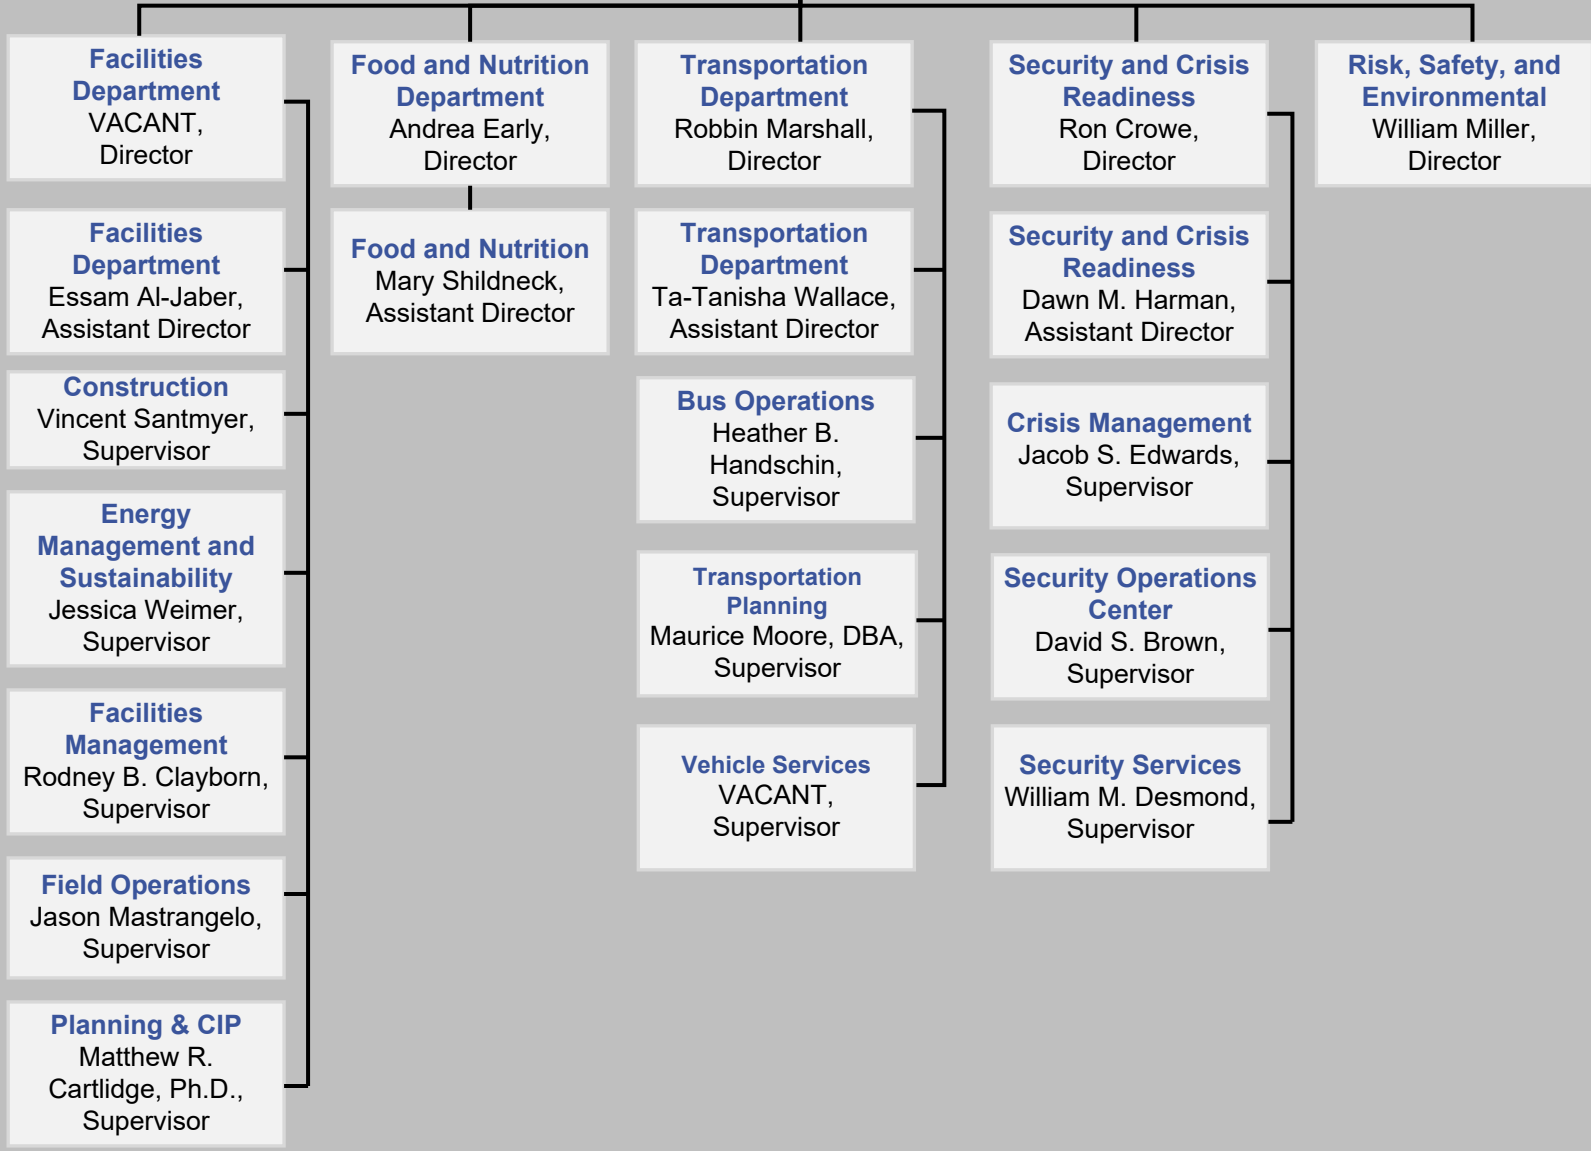 Facilities
Department
VACANT,
Director
Facilities
Department
Essam Al-Jaber,
Assistant Director
Construction
Vincent Santmyer,
Supervisor
Energy
Management and
Sustainability
Jessica Weimer,
Supervisor
Facilities
Management
Rodney B. Clayborn,
Supervisor
Field Operations
Jason Mastrangelo,
Supervisor
Planning & CIP
Matthew R.
Cartlidge, Ph.D.,
Supervisor
Food and Nutrition
Department
Andrea Early,
Director
Food and Nutrition
Mary Shildneck,
Assistant Director
Transportation
Department
Robbin Marshall,
Director
Transportation
Department
Ta-Tanisha Wallace,
Assistant Director
Bus Operations
Heather B.
Handschin,
Supervisor
Transportation
Planning
Maurice Moore, DBA,
Supervisor
Vehicle Services
VACANT,
Supervisor
Security and Crisis
Readiness
Ron Crowe,
Director
Security and Crisis
Readiness
Dawn M. Harman,
Assistant Director
Crisis Management
Jacob S. Edwards,
Supervisor
Security Operations
Center
David S. Brown,
Supervisor
Security Services
William M. Desmond,
Supervisor
Risk, Safety, and
Environmental
William Miller,
Director